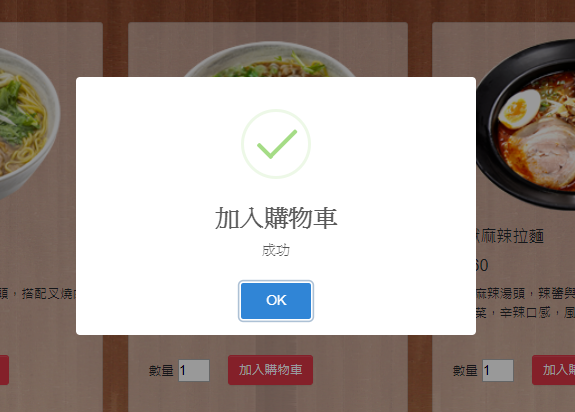 加入購物車
成功
OK
麻辣拉麵
60
頭，搭配叉燒
麻辣湯頭，辣醬與
菜，辛辣口感，風
數量 1 加入購物車
數量 1 加入購